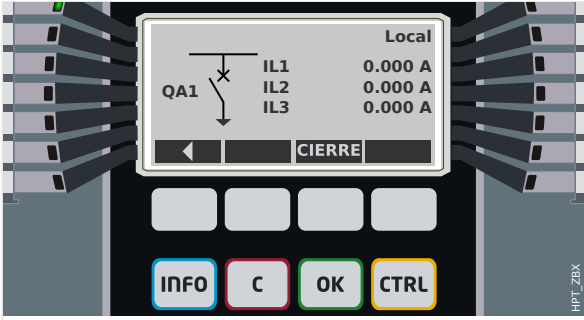 Local
IL1 0.000 A
QA1 IL2 0.000 A
IL3 0.000 A
CIERRE
INFO C OK CTRL
HPT_ZBX